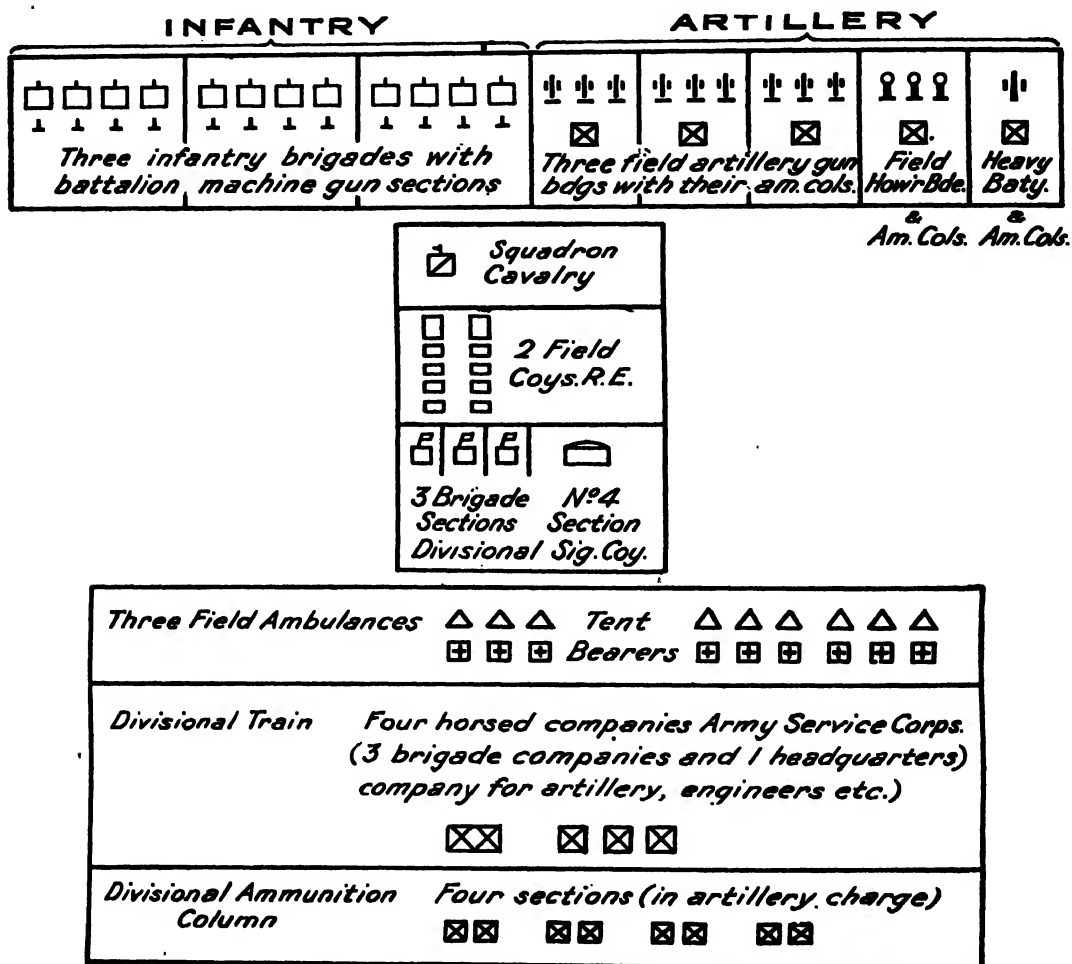 INFANTRY
ARTILLERY
Three infantry brigades with
battalion machine gun sections
Three field artillery gun
bdgs with their am. cols.
Field
Howr Bde.
&
Am. Cols.
Heavy
Baty.
&
Am. Cols.
Squadron
Cavalry
2 Field
Coys. R.E.
3 Brigade
Sections
Nº 4
Section
Divisional Sig. Coy.
Three Field Ambulances
Tent
Bearers
Divisional Train
Four horsed companies Army Service Corps.
(3 brigade companies and 1 headquarters)
company for artillery, engineers etc.)
Divisional Ammunition
Column
Four sections (in artillery charge)